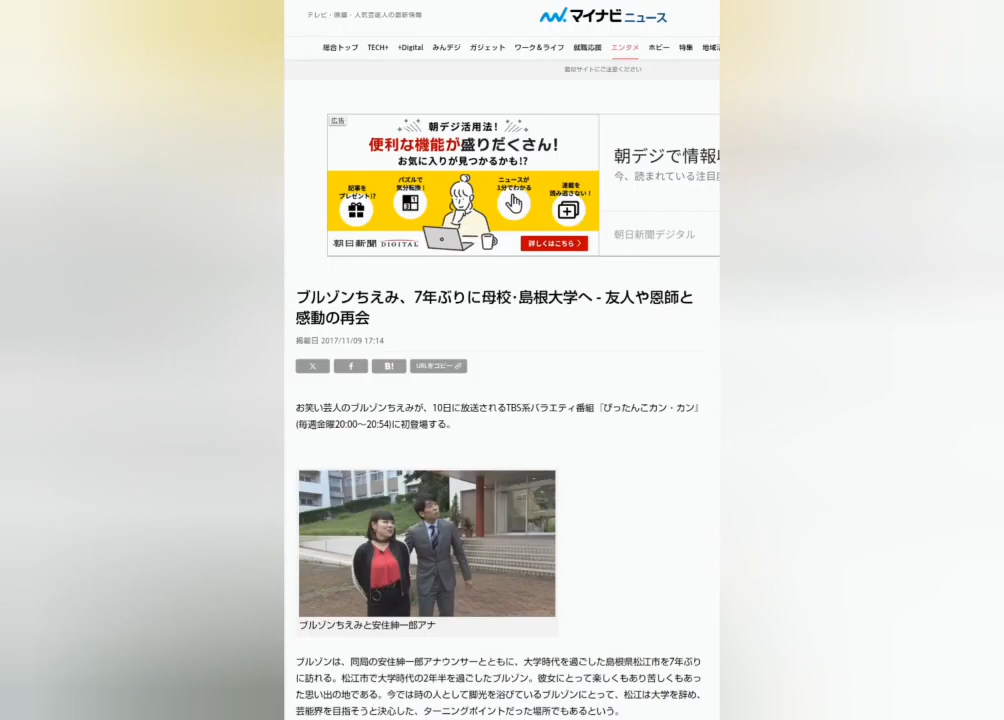 テレビ・映画・人気芸能人の最新情報
マイナビニュース
総合トップ TECH+ +Digital みんデジ ガジェット ワーク＆ライフ 就職応援 エンタメ ホビー 特集 地域
サイトにご注意ください
広告
朝デジ活用法！
便利な機能が盛りだくさん！
お気に入りが見つかるかも!?
記事を
プレゼント!?
パズルで
気分転換！
ニュースが
1分でわかる
連載を
読み逃さない！
朝日新聞DIGITAL
詳しくはこちら
朝デジで情報
今、読まれている注目
朝日新聞デジタル
ブルゾンちえみ、7年ぶりに母校・島根大学へ - 友人や恩師と
感動の再会
掲載日 2017/11/09 17:14
X f B! URLをコピー
お笑い芸人のブルゾンちえみが、10日に放送されるTBS系バラエティ番組『ぴったんこカン・カン』
(毎週金曜20:00～20:54)に初登場する。
ブルゾンちえみと安住紳一郎アナ
ブルゾンは、同局の安住紳一郎アナウンサーとともに、大学時代を過ごした島根県松江市を7年ぶり
に訪れる。松江市で大学時代の2年半を過ごしたブルゾン。彼女にとって楽しくもあり苦しくもあっ
た思い出の地である。今では時の人として脚光を浴びているブルゾンにとって、松江は大学を辞め、
芸能界を目指そうと決心した、ターニングポイントだった場所でもあるという。